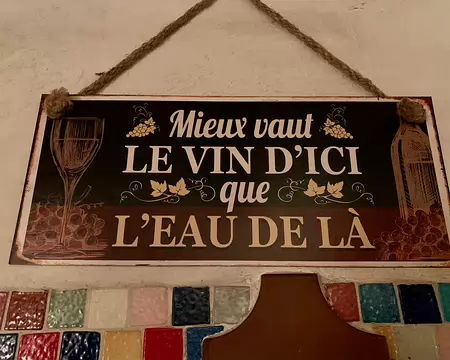 Mieux vaut
LE VIN D'ICI
que
L'EAU DE LÀ